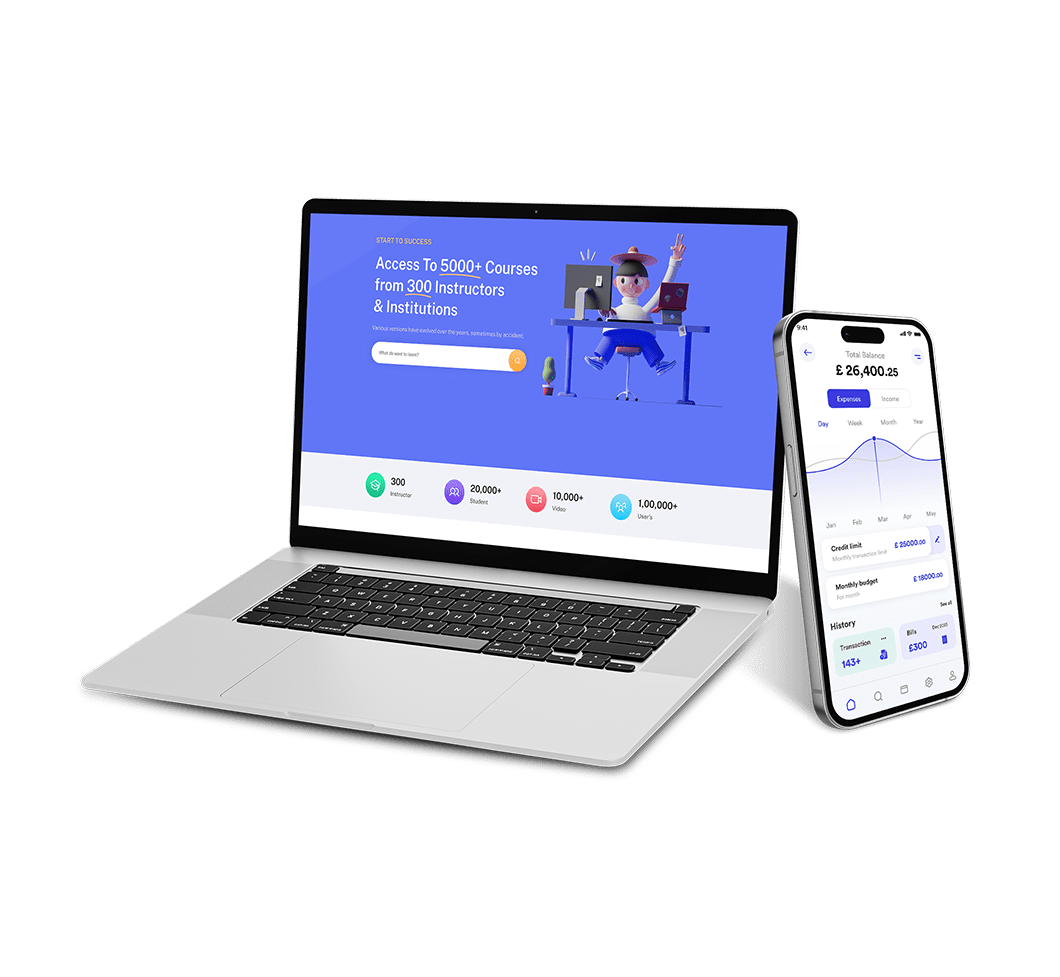 START TO SUCCESS
Access To 5000+ Courses
from 300 Instructors
& Institutions
Various versions have evolved over the years, sometimes by accident.
What do want to learn?
300
Instructor
20,000+
Student
10,000+
Video
1,00,000+
User's
9:41
Total Balance
£ 26,400.25
Expenses
Income
Day
Week
Month
Year
Jan
Feb
Mar
Apr
May
Credit limit
Monthly transaction limit
£ 25000.00
Monthly budget
For month
£ 18000.00
History
See all
Transaction
143+
Bills
Dec 2023
£300